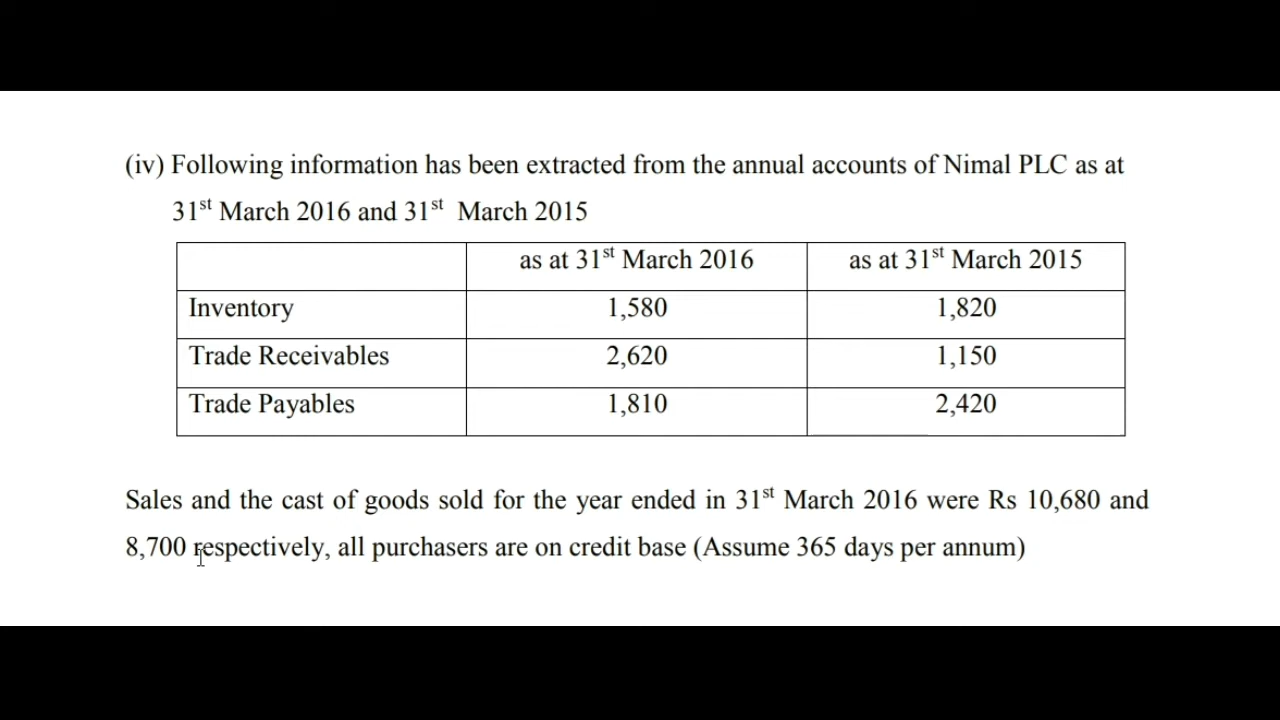 (iv) Following information has been extracted from the annual accounts of Nimal PLC as at
31st March 2016 and 31st March 2015
as at 31st March 2016 as at 31st March 2015
Inventory 1,580 1,820
Trade Receivables 2,620 1,150
Trade Payables 1,810 2,420
Sales and the cast of goods sold for the year ended in 31st March 2016 were Rs 10,680 and
8,700 respectively, all purchasers are on credit base (Assume 365 days per annum)